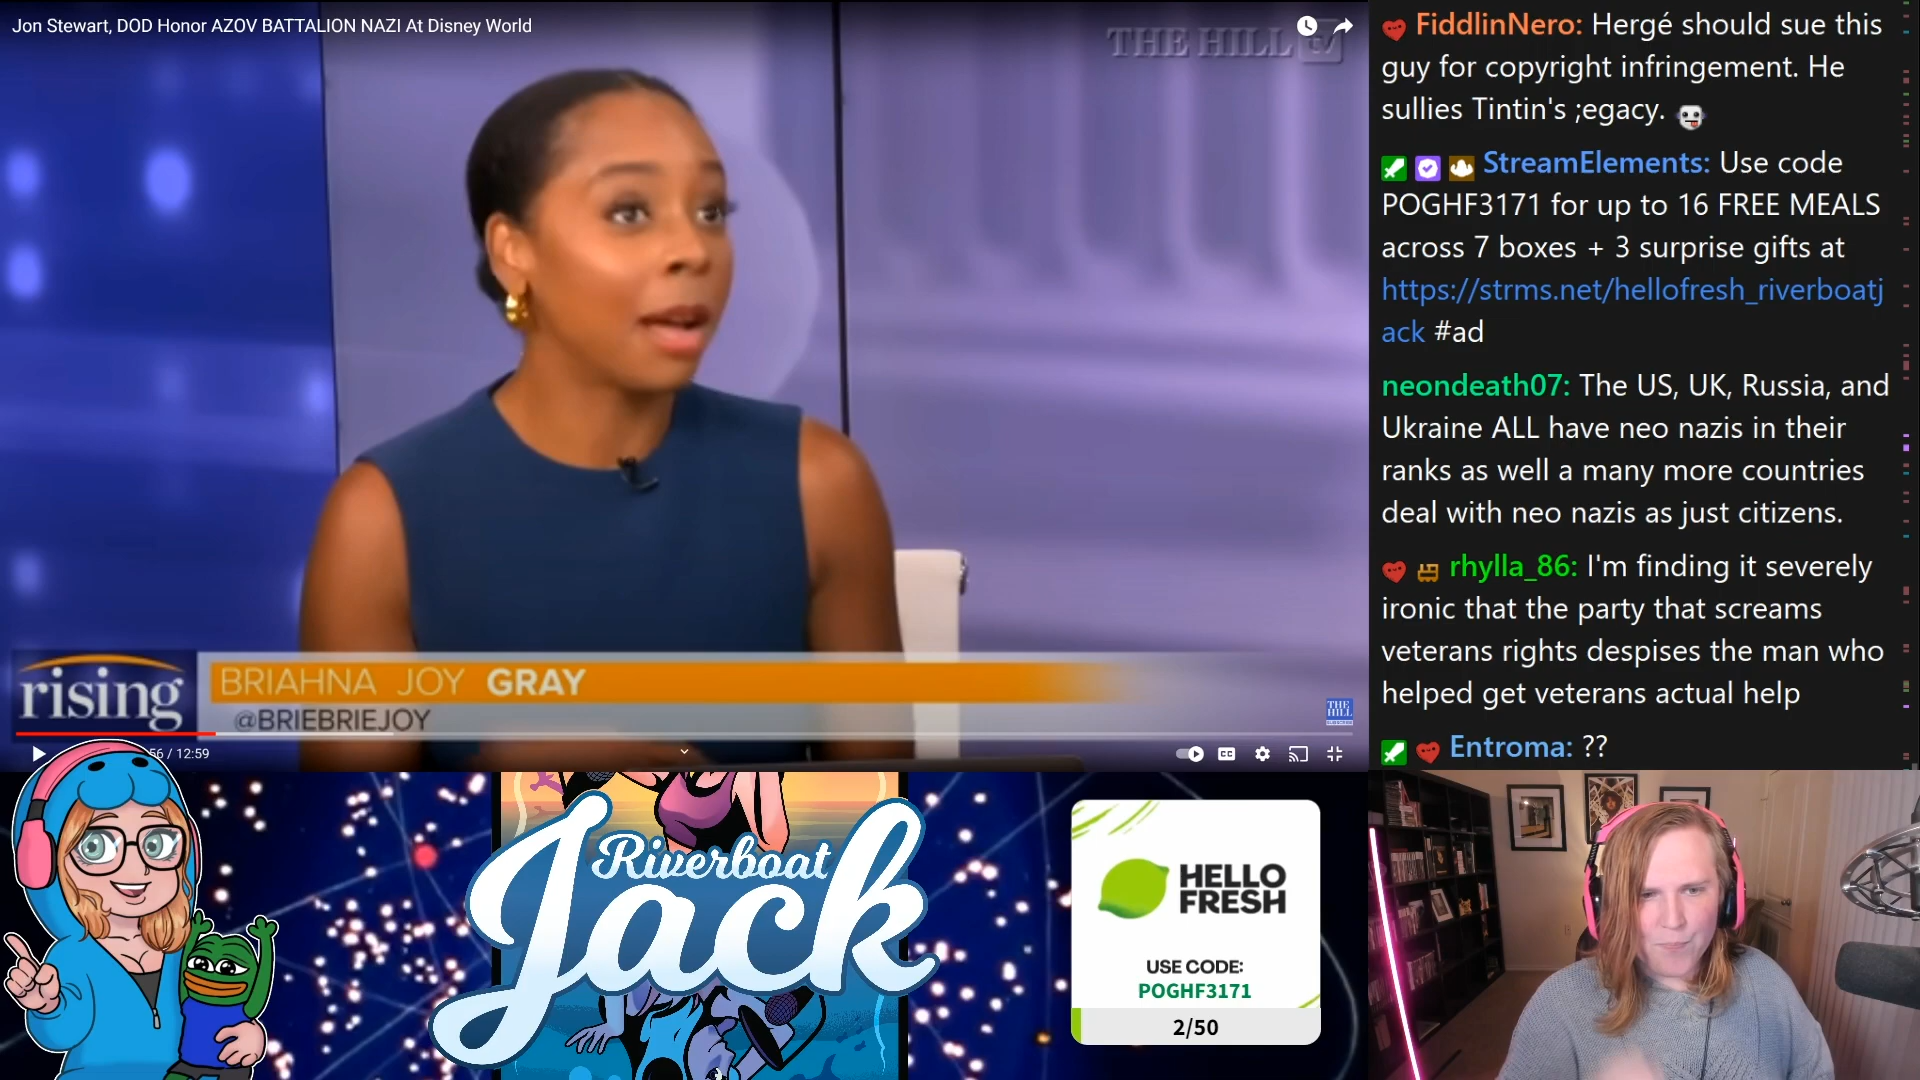 Jon Stewart, DOD Honor AZOV BATTALION NAZI At Disney World
THE HILL tv
rising
BRIAHNA JOY GRAY
@BRIEBRIEJOY
THE
HILL
56 / 12:59
CC
FiddlinNero: Hergé should sue this
guy for copyright infringement. He
sullies Tintin's ;egacy.
StreamElements: Use code
POGHF3171 for up to 16 FREE MEALS
across 7 boxes + 3 surprise gifts at
https://strms.net/hellofresh_riverboatj
ack #ad
neondeath07: The US, UK, Russia, and
Ukraine ALL have neo nazis in their
ranks as well a many more countries
deal with neo nazis as just citizens.
rhylla_86: I'm finding it severely
ironic that the party that screams
veterans rights despises the man who
helped get veterans actual help
Entroma: ??
Riverboat
Jack
HELLO
FRESH
USE CODE:
POGHF3171
2/50